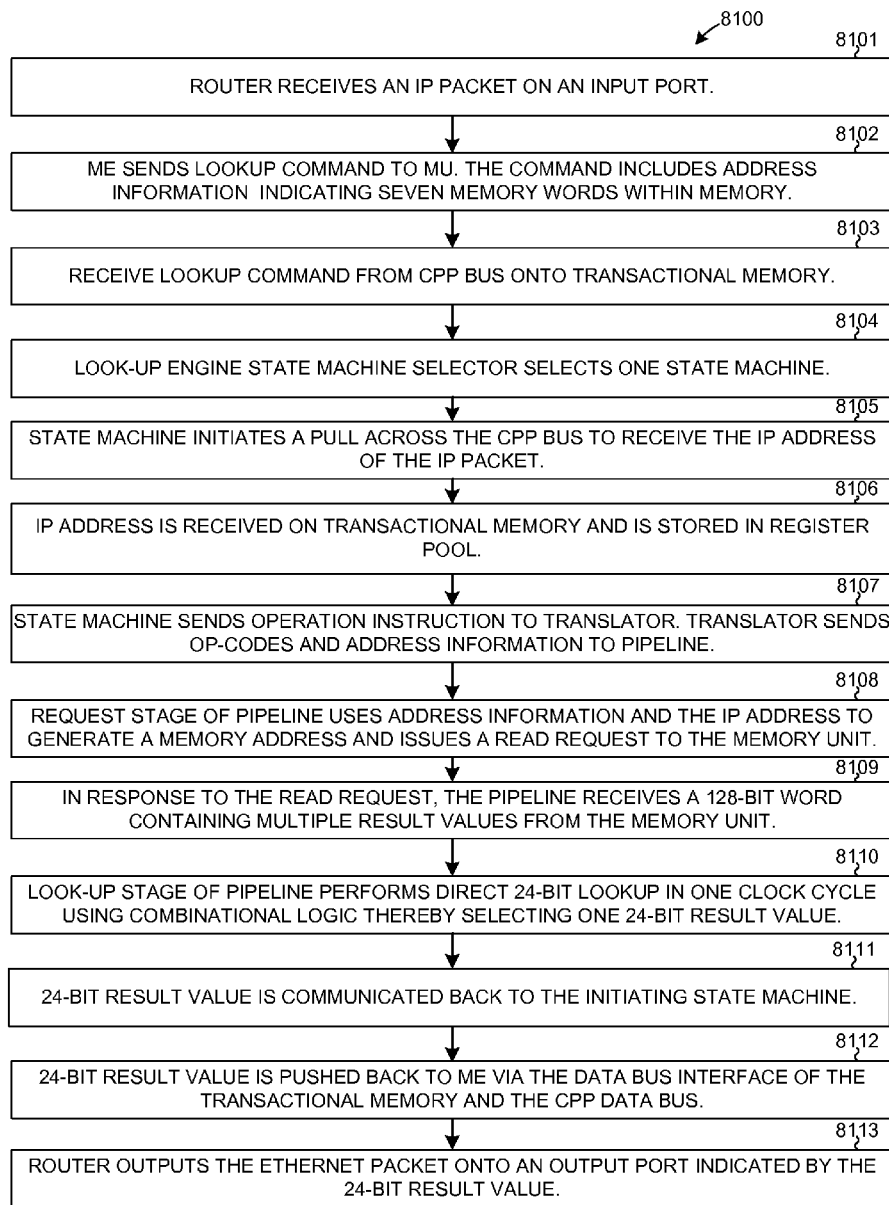 8100
8101
ROUTER RECEIVES AN IP PACKET ON AN INPUT PORT.
8102
ME SENDS LOOKUP COMMAND TO MU. THE COMMAND INCLUDES ADDRESS
INFORMATION INDICATING SEVEN MEMORY WORDS WITHIN MEMORY.
8103
RECEIVE LOOKUP COMMAND FROM CPP BUS ONTO TRANSACTIONAL MEMORY.
8104
LOOK-UP ENGINE STATE MACHINE SELECTOR SELECTS ONE STATE MACHINE.
8105
STATE MACHINE INITIATES A PULL ACROSS THE CPP BUS TO RECEIVE THE IP ADDRESS
OF THE IP PACKET.
8106
IP ADDRESS IS RECEIVED ON TRANSACTIONAL MEMORY AND IS STORED IN REGISTER
POOL.
8107
STATE MACHINE SENDS OPERATION INSTRUCTION TO TRANSLATOR. TRANSLATOR SENDS
OP-CODES AND ADDRESS INFORMATION TO PIPELINE.
8108
REQUEST STAGE OF PIPELINE USES ADDRESS INFORMATION AND THE IP ADDRESS TO
GENERATE A MEMORY ADDRESS AND ISSUES A READ REQUEST TO THE MEMORY UNIT.
8109
IN RESPONSE TO THE READ REQUEST, THE PIPELINE RECEIVES A 128-BIT WORD
CONTAINING MULTIPLE RESULT VALUES FROM THE MEMORY UNIT.
8110
LOOK-UP STAGE OF PIPELINE PERFORMS DIRECT 24-BIT LOOKUP IN ONE CLOCK CYCLE
USING COMBINATIONAL LOGIC THEREBY SELECTING ONE 24-BIT RESULT VALUE.
8111
24-BIT RESULT VALUE IS COMMUNICATED BACK TO THE INITIATING STATE MACHINE.
8112
24-BIT RESULT VALUE IS PUSHED BACK TO ME VIA THE DATA BUS INTERFACE OF THE
TRANSACTIONAL MEMORY AND THE CPP DATA BUS.
8113
ROUTER OUTPUTS THE ETHERNET PACKET ONTO AN OUTPUT PORT INDICATED BY THE
24-BIT RESULT VALUE.